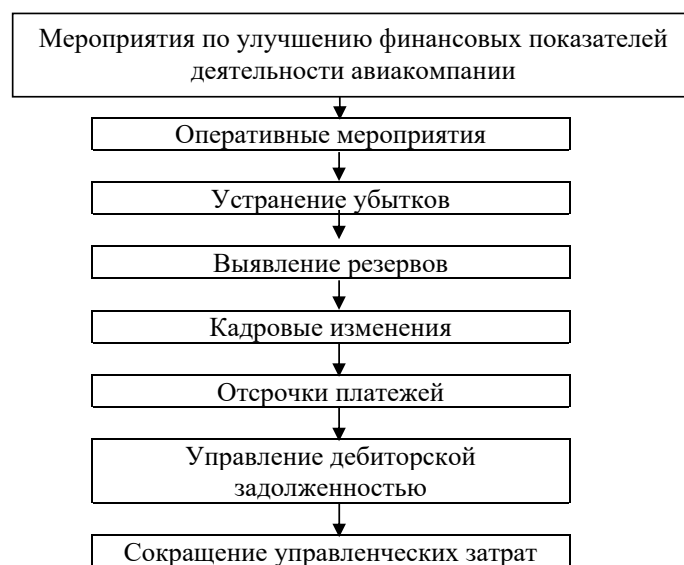 Мероприятия по улучшению финансовых показателей
деятельности авиакомпании
Оперативные мероприятия
Устранение убытков
Выявление резервов
Кадровые изменения
Отсрочки платежей
Управление дебиторской
задолженностью
Сокращение управленческих затрат